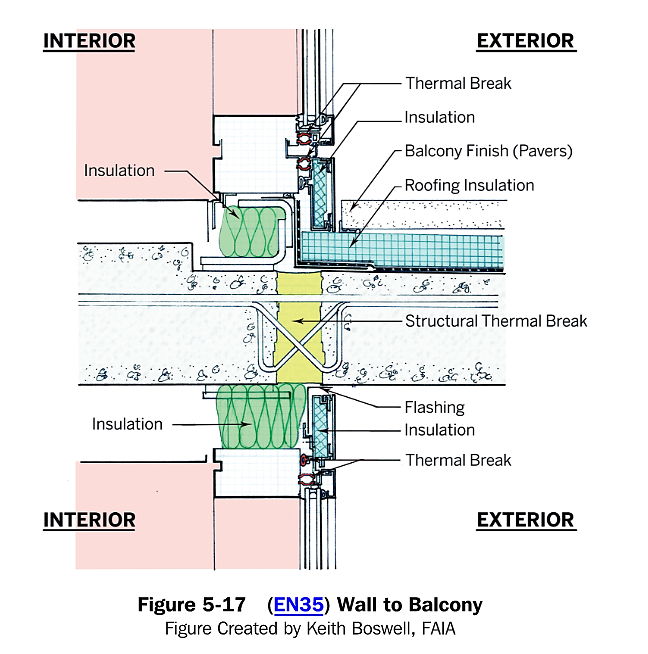 INTERIOR
EXTERIOR
Thermal Break
Insulation
Balcony Finish (Pavers)
Insulation
Roofing Insulation
Structural Thermal Break
Flashing
Insulation
Insulation
Thermal Break
INTERIOR
EXTERIOR
Figure 5-17 (EN35) Wall to Balcony
Figure Created by Keith Boswell, FAIA